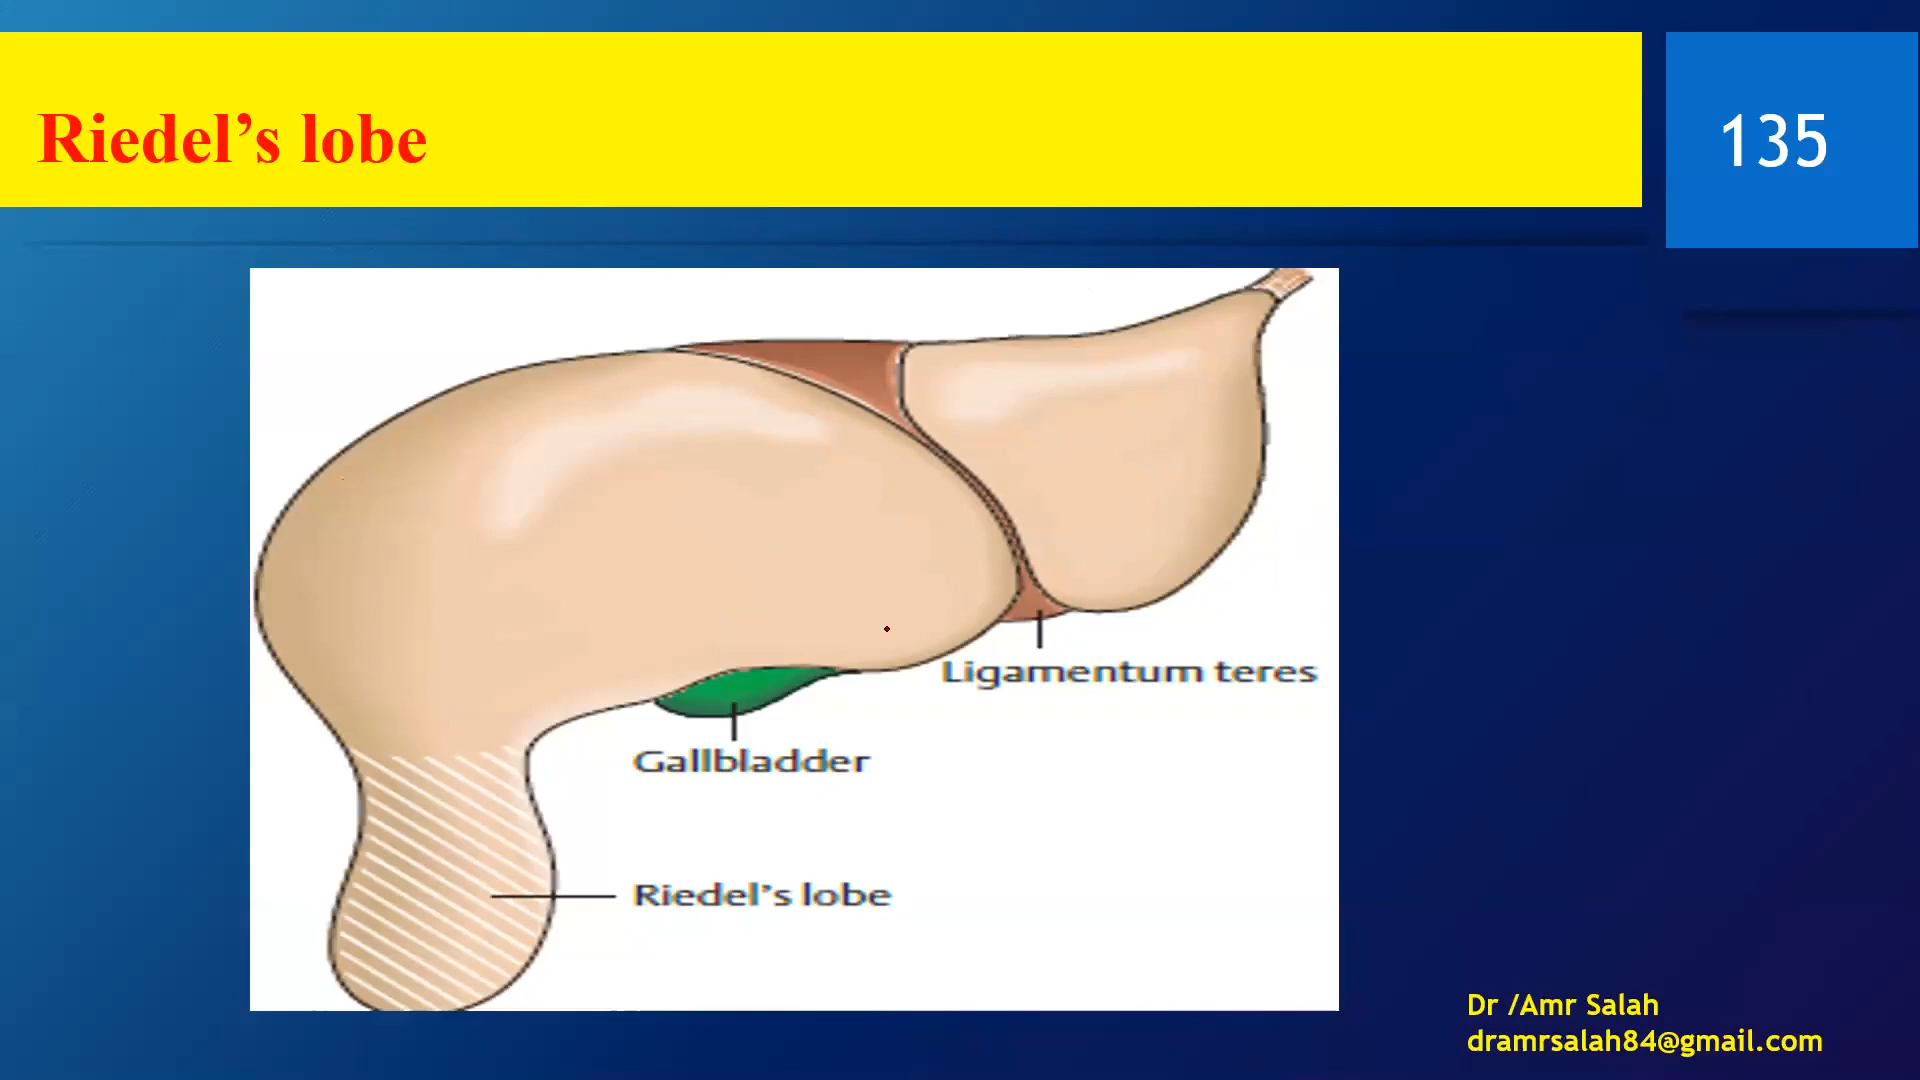 Riedel’s lobe
135
Ligamentum teres
Gallbladder
Riedel’s lobe
Dr /Amr Salah
dramrsalah84@gmail.com